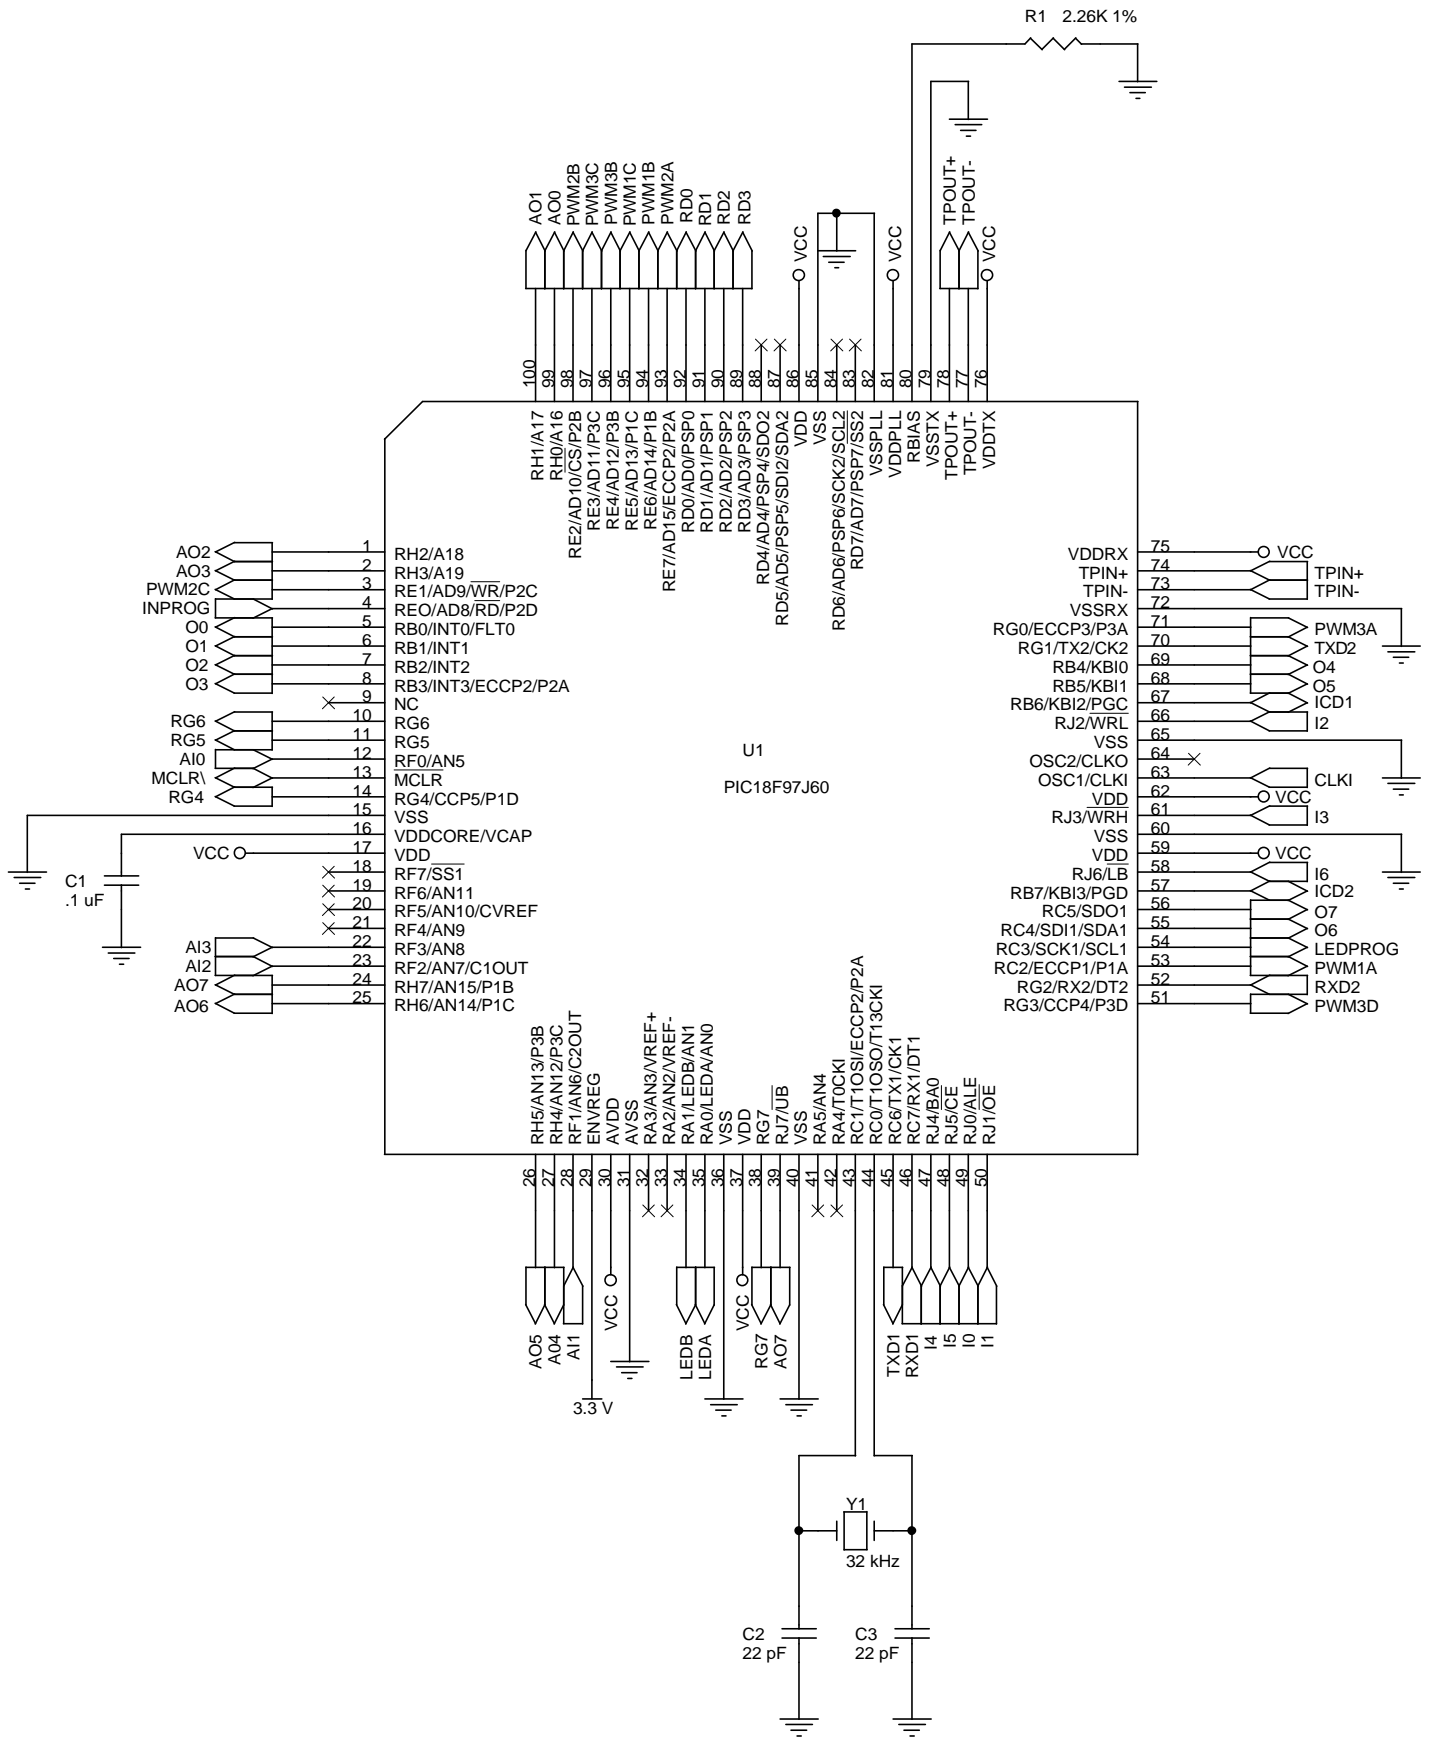 R1 2.26K 1%
AO1
AO0
PWM2B
PWM3C
PWM3B
PWM1C
PWM1B
PWM2A
RD0
RD1
RD2
RD3
VCC
VCC
TPOUT+
TPOUT-
VCC
100
99
98
97
96
95
94
93
92
91
90
89
88
87
86
85
84
83
82
81
80
79
78
77
76
RH1/A17
RH0/A16
RE2/AD10/CS/P2B
RE3/AD11/P3C
RE4/AD12/P3B
RE5/AD13/P1C
RE6/AD14/P1B
RE7/AD15/ECCP2/P2A
RD0/AD0/PSP0
RD1/AD1/PSP1
RD2/AD2/PSP2
RD3/AD3/PSP3
RD4/AD4/PSP4/SDO2
RD5/AD5/PSP5/SDI2/SDA2
VDD
VSS
RD6/AD6/PSP6/SCK2/SCL2
RD7/AD7/PSP7/SS2
VSSPLL
VDDPLL
RBIAS
VSSTX
TPOUT+
TPOUT-
VDDTX
AO2 1 RH2/A18
AO3 2 RH3/A19
PWM2C 3 RE1/AD9/WR/P2C
INPROG 4 REO/AD8/RD/P2D
O0 5 RB0/INT0/FLT0
O1 6 RB1/INT1
O2 7 RB2/INT2
O3 8 RB3/INT3/ECCP2/P2A
9 NC
RG6 10 RG6
RG5 11 RG5
AI0 12 RF0/AN5
MCLR\ 13 MCLR
RG4 14 RG4/CCP5/P1D
15 VSS
16 VDDCORE/VCAP
VCC 17 VDD
18 RF7/SS1
19 RF6/AN11
20 RF5/AN10/CVREF
21 RF4/AN9
AI3 22 RF3/AN8
AI2 23 RF2/AN7/C1OUT
AO7 24 RH7/AN15/P1B
AO6 25 RH6/AN14/P1C
C1
.1 uF
U1
PIC18F97J60
VDDRX 75 VCC
TPIN+ 74 TPIN+
TPIN- 73 TPIN-
VSSRX 72
RG0/ECCP3/P3A 71 PWM3A
RG1/TX2/CK2 70 TXD2
RB4/KBI0 69 O4
RB5/KBI1 68 O5
RB6/KBI2/PGC 67 ICD1
RJ2/WRL 66 I2
VSS 65
OSC2/CLKO 64
OSC1/CLKI 63 CLKI
VDD 62 VCC
RJ3/WRH 61 I3
VSS 60
VDD 59 VCC
RJ6/LB 58 I6
RB7/KBI3/PGD 57 ICD2
RC5/SDO1 56 O7
RC4/SDI1/SDA1 55 O6
RC3/SCK1/SCL1 54 LEDPROG
RC2/ECCP1/P1A 53 PWM1A
RG2/RX2/DT2 52 RXD2
RG3/CCP4/P3D 51 PWM3D
RH5/AN13/P3B
RH4/AN12/P3C
RF1/AN6/C2OUT
ENVREG
AVDD
AVSS
RA3/AN3/VREF+
RA2/AN2/VREF-
RA1/LEDB/AN1
RA0/LEDA/AN0
VSS
VDD
RG7
RJ7/UB
VSS
RA5/AN4
RA4/T0CKI
RC1/T1OSI/ECCP2/P2A
RC0/T1OSO/T13CKI
RC6/TX1/CK1
RC7/RX1/DT1
RJ4/BA0
RJ5/CE
RJ0/ALE
RJ1/OE
26
27
28
29
30
31
32
33
34
35
36
37
38
39
40
41
42
43
44
45
46
47
48
49
50
AO5
A04
AI1
VCC
LEDB
LEDA
VCC
RG7
AO7
TXD1
RXD1
I4
I5
I0
I1
3.3 V
Y1
32 kHz
C2
22 pF
C3
22 pF